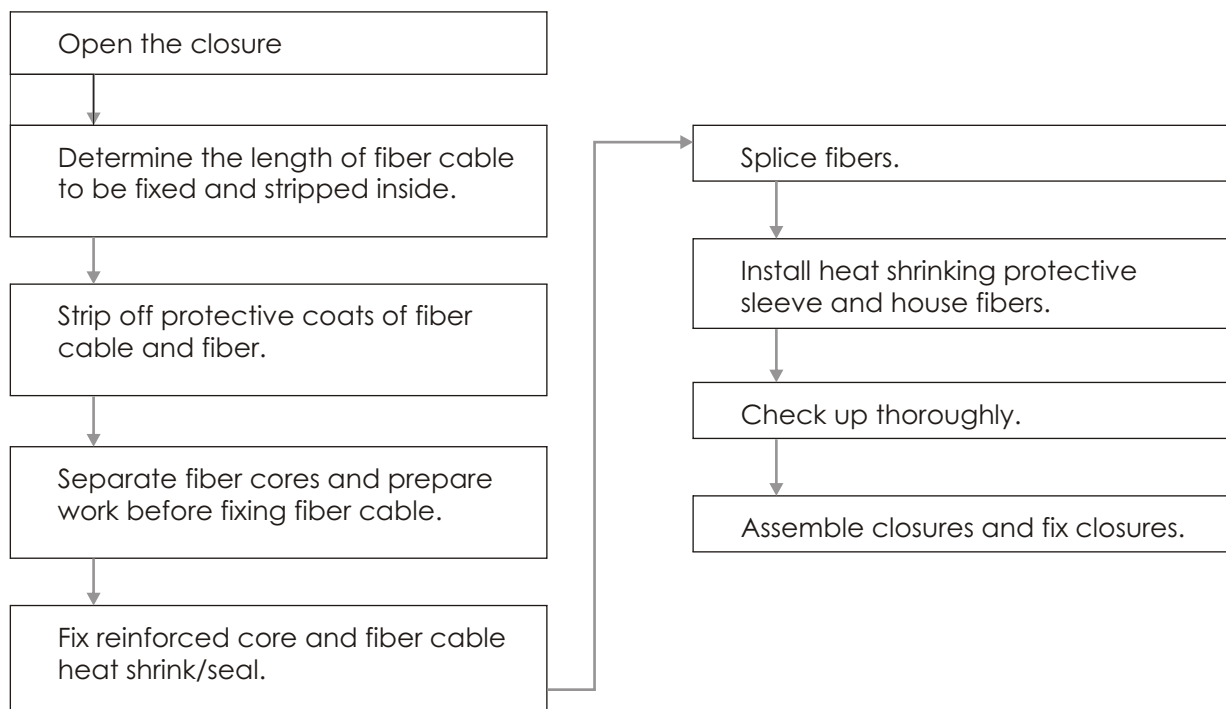 Open the closure
Determine the length of fiber cable
to be fixed and stripped inside.
Strip off protective coats of fiber
cable and fiber.
Separate fiber cores and prepare
work before fixing fiber cable.
Fix reinforced core and fiber cable
heat shrink/seal.
Splice fibers.
Install heat shrinking protective
sleeve and house fibers.
Check up thoroughly.
Assemble closures and fix closures.